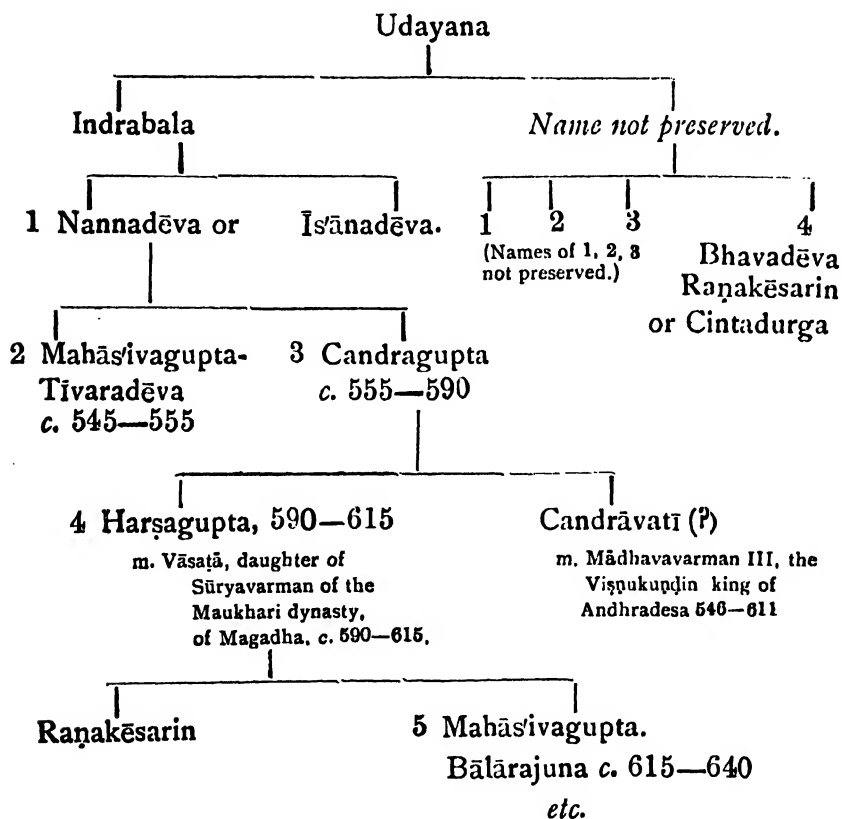 Udayana
Indrabala
Name not preserved.
1 Nannadēva or
Īs'ānadēva.
1 2 3 4
(Names of 1, 2, 3
not preserved.)
Bhavadēva
Raṇakēsarin
or Cintadurga
2 Mahās'ivagupta-
Tīvaradēva
c. 545—555
3 Candragupta
c. 555—590
4 Harṣagupta, 590—615
m. Vāsaṭā, daughter of
Sūryavarman of the
Maukhari dynasty,
of Magadha, c. 590—615,
Candrāvatī (?)
m. Mādhavavarman III, the
Viṣṇukuṇḍin king of
Andhradesa 546—611
Raṇakēsarin
5 Mahās'ivagupta.
Bālārajuna c. 615—640
etc.